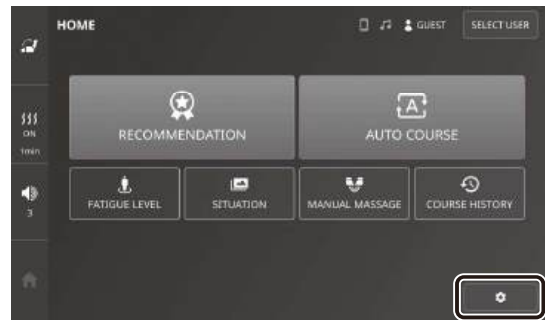 HOME
GUEST
SELECT USER
ON
1min
3
RECOMMENDATION
A
AUTO COURSE
FATIGUE LEVEL
SITUATION
MANUAL MASSAGE
COURSE HISTORY